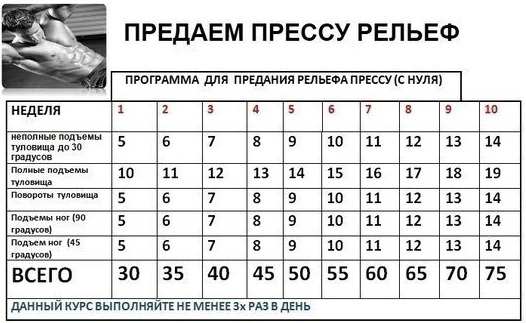 ПРЕДАЕМ ПРЕССУ РЕЛЬЕФ
ПРОГРАММА ДЛЯ ПРЕДАНИЯ РЕЛЬЕФА ПРЕССУ (С НУЛЯ)
НЕДЕЛЯ 1 2 3 4 5 6 7 8 9 10
неполные подъемы
туловища до 30
градусов 5 6 7 8 9 10 11 12 13 14
Полные подъемы
туловища 10 11 12 13 14 15 16 17 18 19
Повороты туловища 5 6 7 8 9 10 11 12 13 14
Подъемы ног (90
градусов) 5 6 7 8 9 10 11 12 13 14
Подъем ног (45
градусов) 5 6 7 8 9 10 11 12 13 14
ВСЕГО 30 35 40 45 50 55 60 65 70 75
ДАННЫЙ КУРС ВЫПОЛНЯЙТЕ НЕ МЕНЕЕ 3х РАЗ В ДЕНЬ